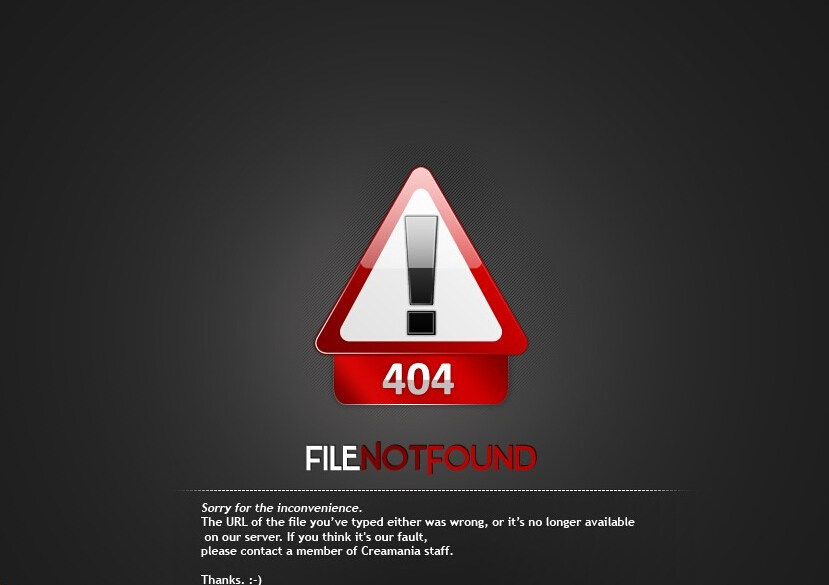 !
404
FILENOTFOUND
Sorry for the inconvenience.
The URL of the file you’ve typed either was wrong, or it’s no longer available
on our server. If you think it's our fault,
please contact a member of Creamania staff.
Thanks. :-)